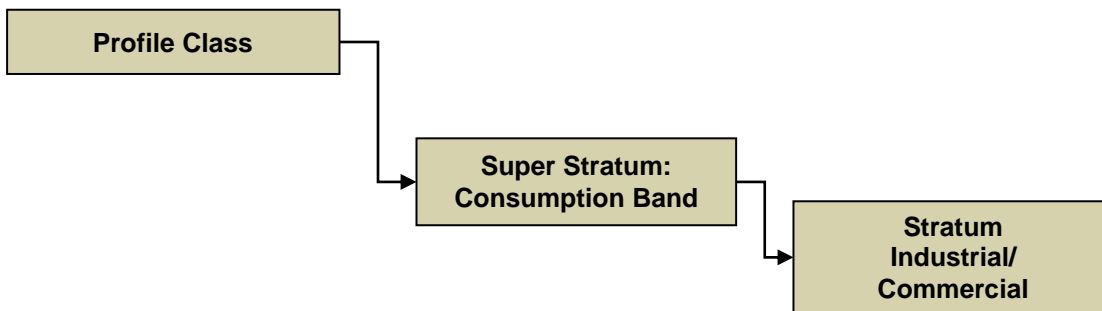 Profile Class
Super Stratum:
Consumption Band
Stratum
Industrial/
Commercial